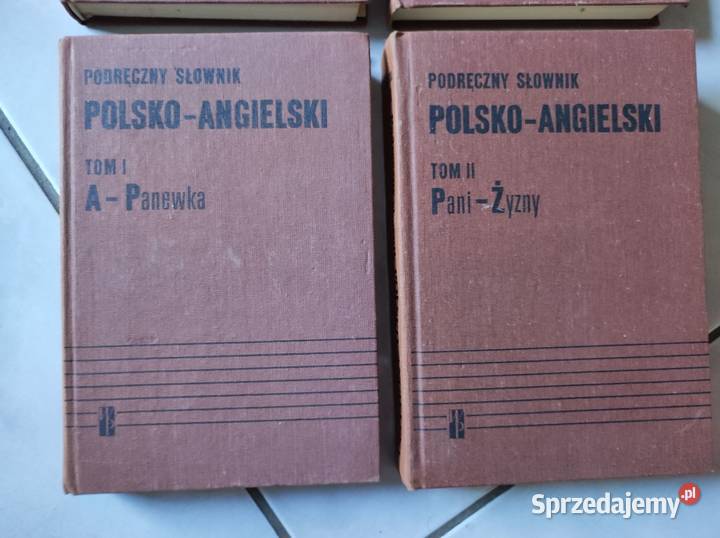 PODRĘCZNY SŁOWNIK
POLSKO-ANGIELSKI
TOM I
A - Panewka
PODRĘCZNY SŁOWNIK
POLSKO-ANGIELSKI
TOM II
Pani - Żyzny
Sprzedajemy.pl